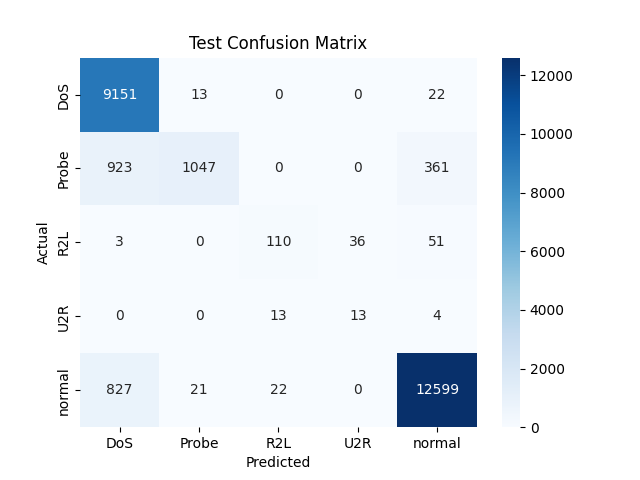 Test Confusion Matrix
DoS 9151 13 0 0 22
Probe 923 1047 0 0 361
R2L 3 0 110 36 51
U2R 0 0 13 13 4
normal 827 21 22 0 12599
DoS Probe R2L U2R normal
Predicted
Actual
12000
10000
8000
6000
4000
2000
0